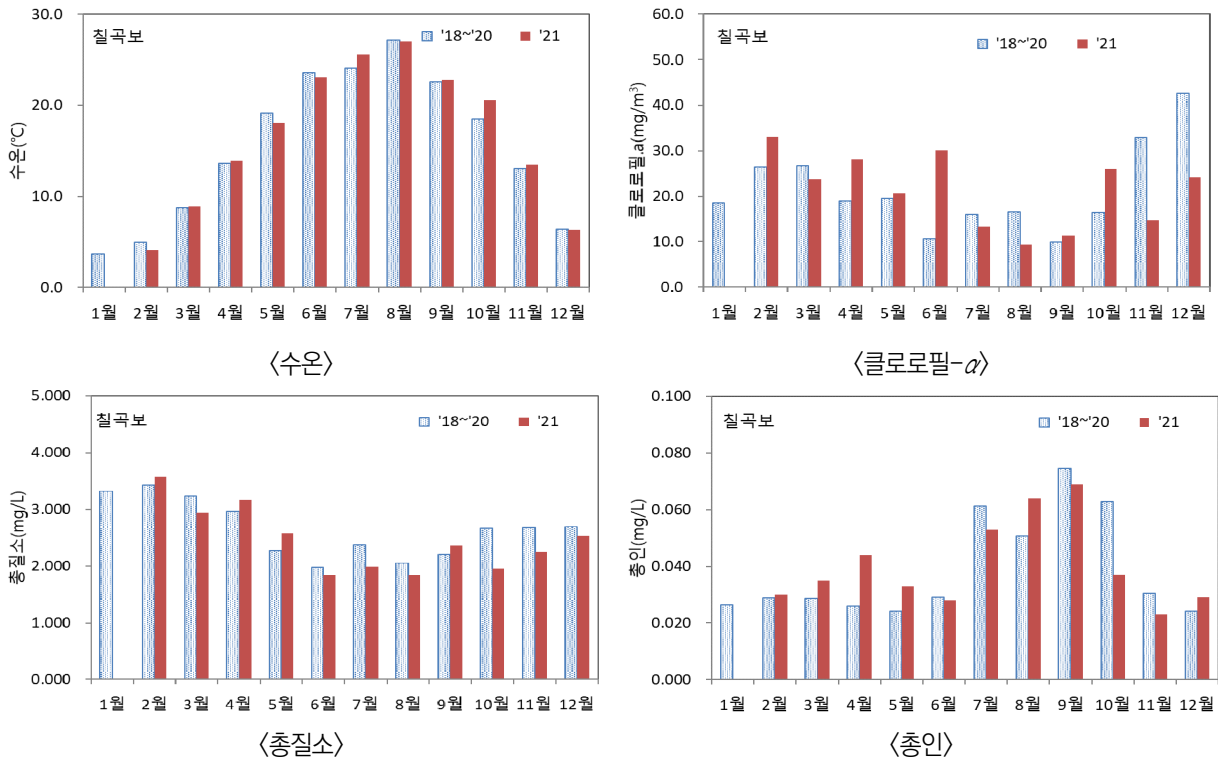 칠곡보
'18~'20 '21
수온(℃)
30.0
20.0
10.0
0.0
1월 2월 3월 4월 5월 6월 7월 8월 9월 10월 11월 12월
〈수온〉
칠곡보
'18~'20 '21
클로로필.a(mg/m³)
60.0
50.0
40.0
30.0
20.0
10.0
0.0
1월 2월 3월 4월 5월 6월 7월 8월 9월 10월 11월 12월
〈클로로필-α〉
칠곡보
'18~'20 '21
총질소(mg/L)
5.000
4.000
3.000
2.000
1.000
0.000
1월 2월 3월 4월 5월 6월 7월 8월 9월 10월 11월 12월
〈총질소〉
칠곡보
'18~'20 '21
총인(mg/L)
0.100
0.080
0.060
0.040
0.020
0.000
1월 2월 3월 4월 5월 6월 7월 8월 9월 10월 11월 12월
〈총인〉